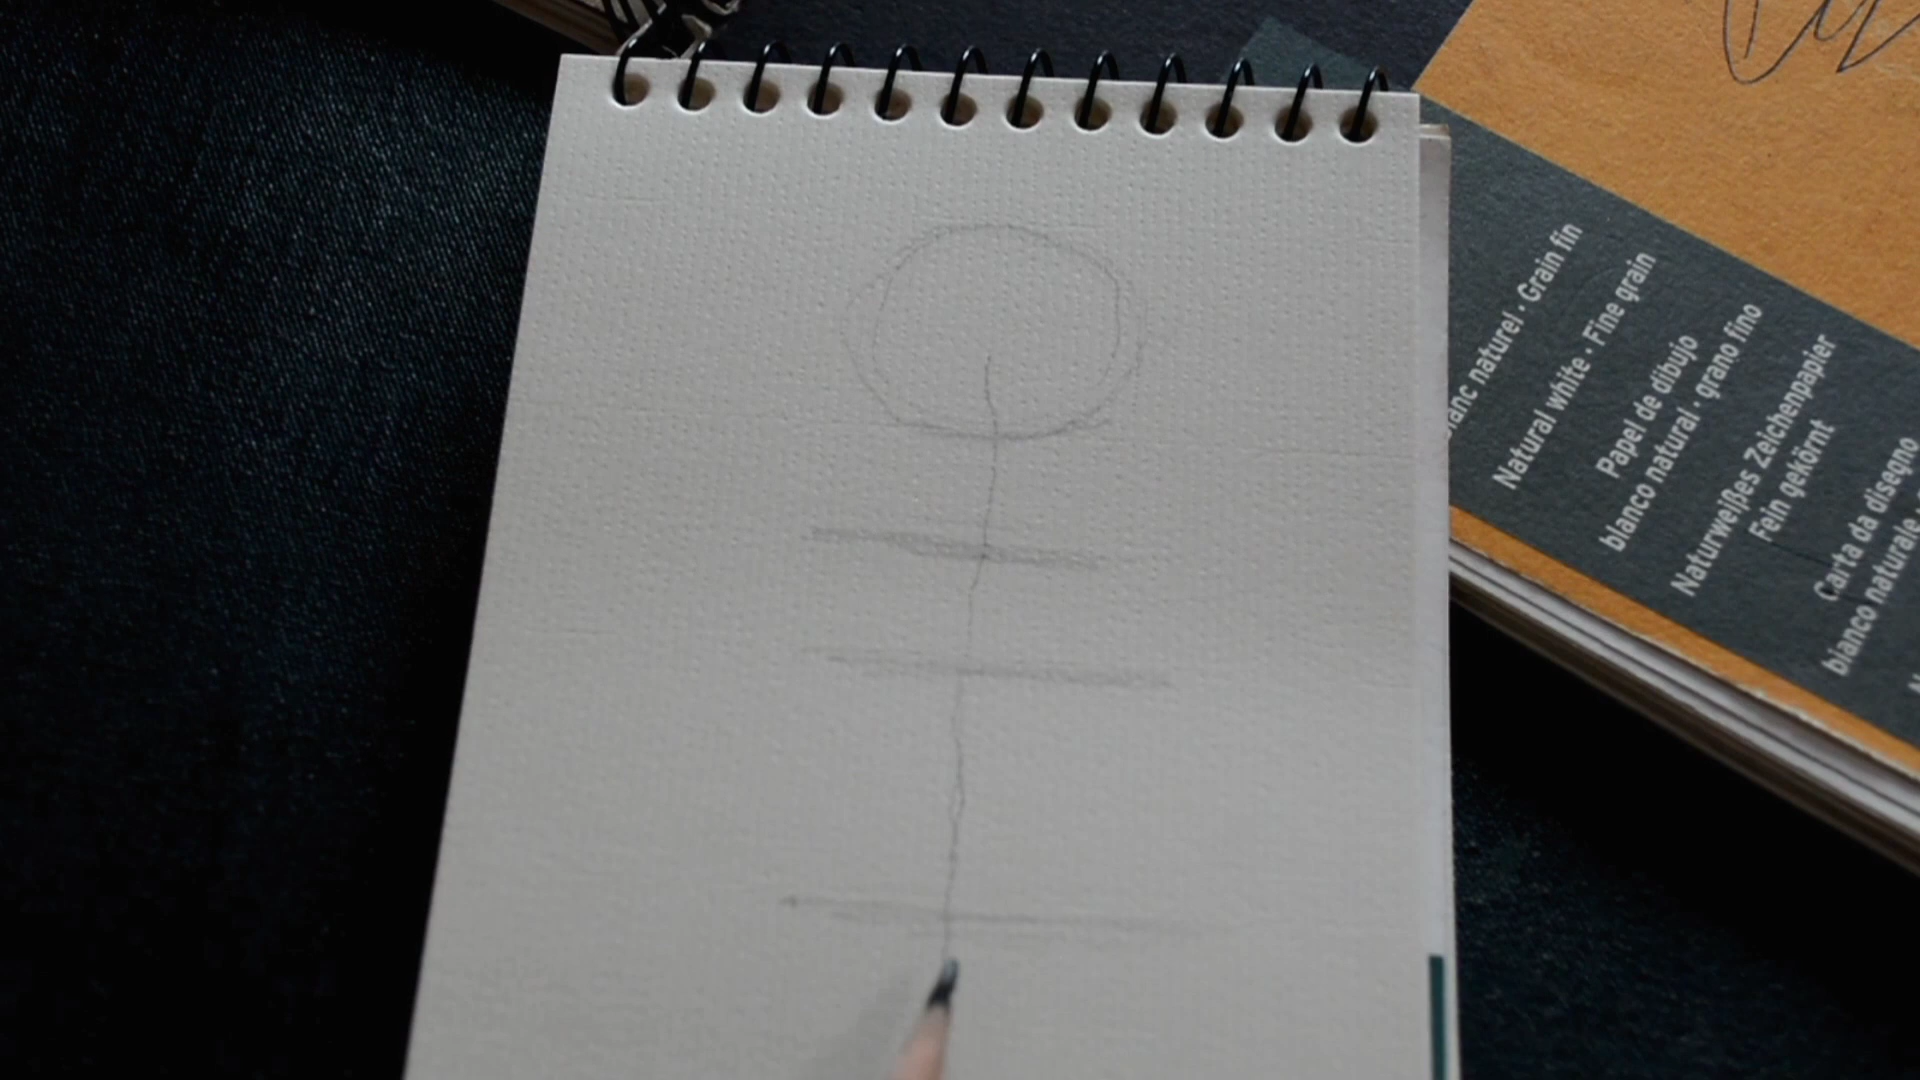 blanc naturel · Grain fin
Natural white · Fine grain
Papel de dibujo
blanco natural · grano fino
Naturweißes Zeichenpapier
Fein gekörnt
Carta da disegno
bianco naturale